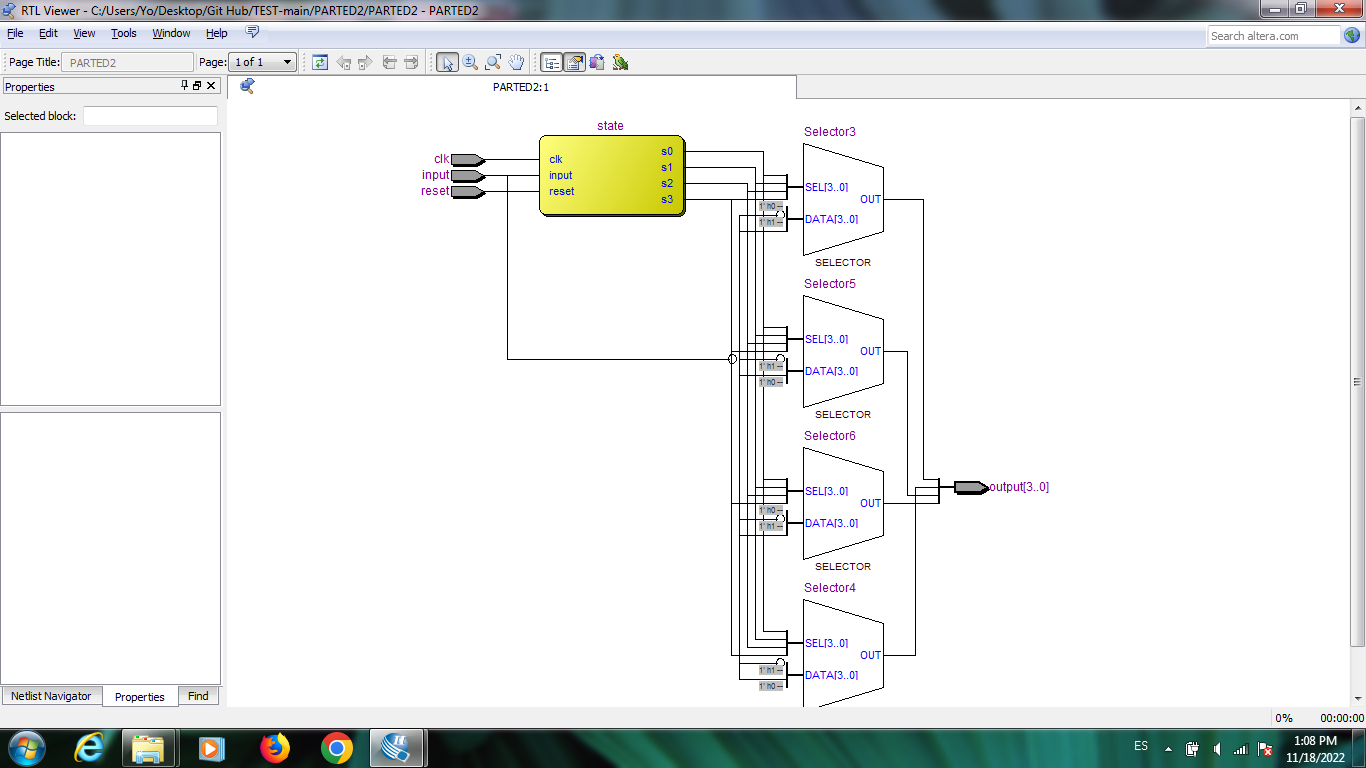 RTL Viewer - C:/Users/Yo/Desktop/Git Hub/TEST-main/PARTED2/PARTED2 - PARTED2
File Edit View Tools Window Help
Search altera.com
Page Title: PARTED2 Page: 1 of 1
Properties
PARTED2:1
Selected block:
state
Selector3
clk
input
reset
clk
input
reset
s0
s1
s2
s3
SEL[3..0]
OUT
1' h0
1' h1
DATA[3..0]
SELECTOR
Selector5
SEL[3..0]
OUT
1' h1
DATA[3..0]
1' h0
SELECTOR
Selector6
SEL[3..0]
OUT
output[3..0]
1' h0
1' h1
DATA[3..0]
SELECTOR
Selector4
SEL[3..0]
OUT
1' h1
DATA[3..0]
1' h0
Netlist Navigator Properties Find
0% 00:00:00
ES
1:08 PM
11/18/2022